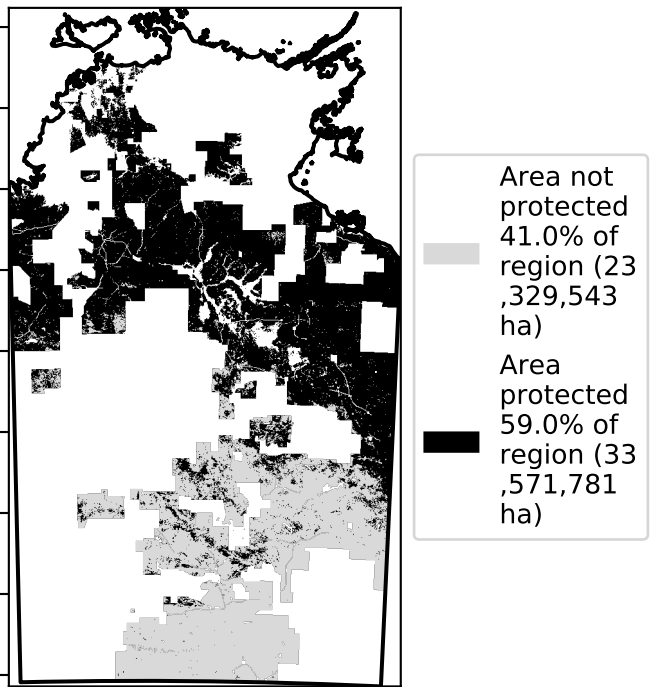 Area not
protected
41.0% of
region (23
,329,543
ha)
Area
protected
59.0% of
region (33
,571,781
ha)